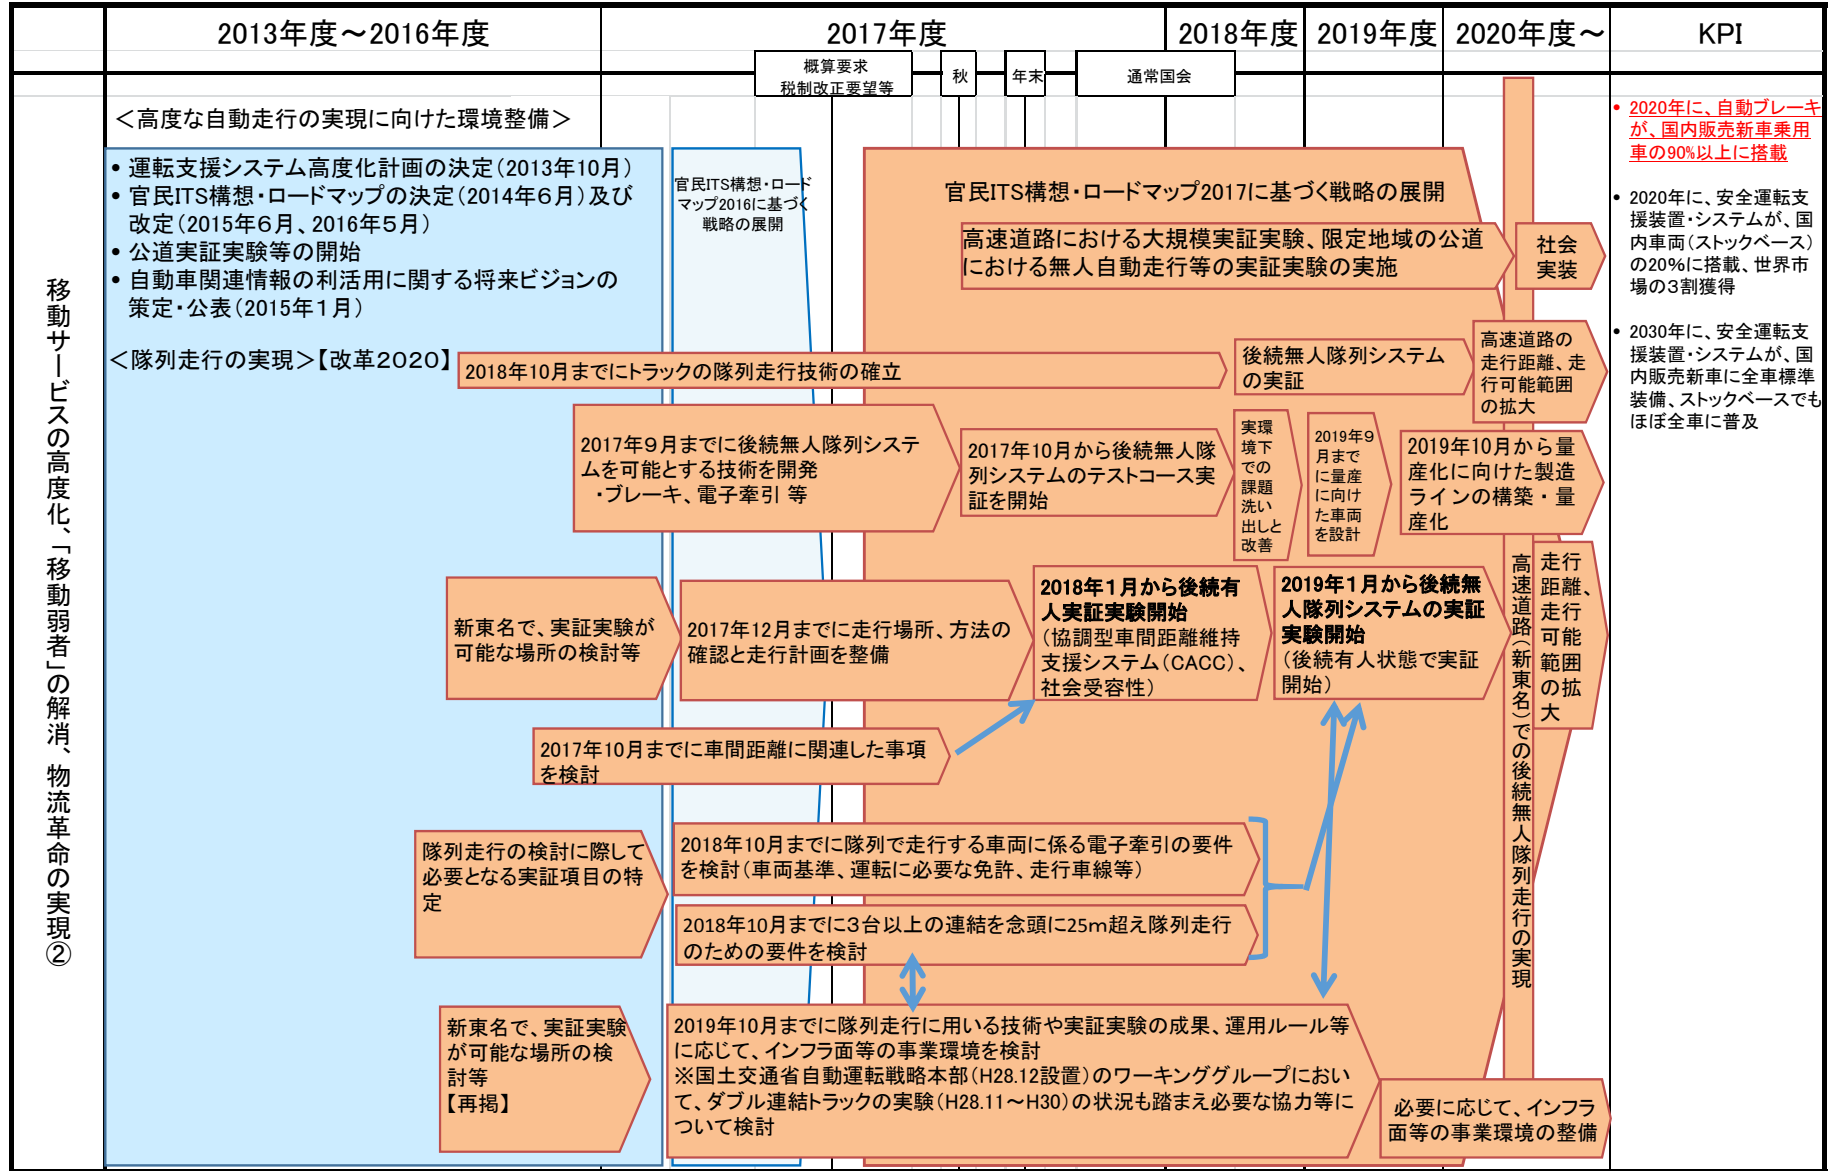 2013年度～2016年度
2017年度
2018年度
2019年度
2020年度～
KPI
概算要求
税制改正要望等
秋
年末
通常国会
移動サービスの高度化、「移動弱者」の解消、物流革命の実現②
＜高度な自動走行の実現に向けた環境整備＞
• 運転支援システム高度化計画の決定（2013年10月）
• 官民ITS構想・ロードマップの決定（2014年６月）及び
改定（2015年６月、2016年５月）
• 公道実証実験等の開始
• 自動車関連情報の利活用に関する将来ビジョンの
策定・公表（2015年１月）
官民ITS構想・ロード
マップ2016に基づく
戦略の展開
官民ITS構想・ロードマップ2017に基づく戦略の展開
高速道路における大規模実証実験、限定地域の公道
における無人自動走行等の実証実験の実施
社会
実装
＜隊列走行の実現＞【改革2020】
2018年10月までにトラックの隊列走行技術の確立
後続無人隊列システム
の実証
高速道路の
走行距離、走
行可能範囲
の拡大
2017年９月までに後続無人隊列システ
ムを可能とする技術を開発
・ブレーキ、電子牽引 等
2017年10月から後続無人隊
列システムのテストコース実
証を開始
実環
境下
での
課題
洗い
出しと
改善
2019年９
月まで
に量産
に向け
た車両
を設計
2019年10月から量
産化に向けた製造
ラインの構築・量
産化
新東名で、実証実験が
可能な場所の検討等
2017年12月までに走行場所、方法の
確認と走行計画を整備
2018年１月から後続有
人実証実験開始
（協調型車間距離維持
支援システム（CACC）、
社会受容性）
2019年１月から後続無
人隊列システムの実証
実験開始
（後続有人状態で実証
開始）
高速道路（新東名）での後続無人隊列走行の実現
走行
距離、
走行
可能
範囲
の拡
大
2017年10月までに車間距離に関連した事項
を検討
隊列走行の検討に際して
必要となる実証項目の特
定
2018年10月までに隊列で走行する車両に係る電子牽引の要件
を検討（車両基準、運転に必要な免許、走行車線等）
2018年10月までに３台以上の連結を念頭に25m超え隊列走行
のための要件を検討
新東名で、実証実験
が可能な場所の検
討等
【再掲】
2019年10月までに隊列走行に用いる技術や実証実験の成果、運用ルール等
に応じて、インフラ面等の事業環境を検討
※国土交通省自動運転戦略本部（H28.12設置）のワーキンググループにおい
て、ダブル連結トラックの実験（H28.11～H30）の状況も踏まえ必要な協力等に
ついて検討
必要に応じて、インフラ
面等の事業環境の整備
• 2020年に、自動ブレーキ
が、国内販売新車乗用
車の90%以上に搭載
• 2020年に、安全運転支
援装置・システムが、国
内車両（ストックベース）
の20％に搭載、世界市
場の３割獲得
• 2030年に、安全運転支
援装置・システムが、国
内販売新車に全車標準
装備、ストックベースでも
ほぼ全車に普及